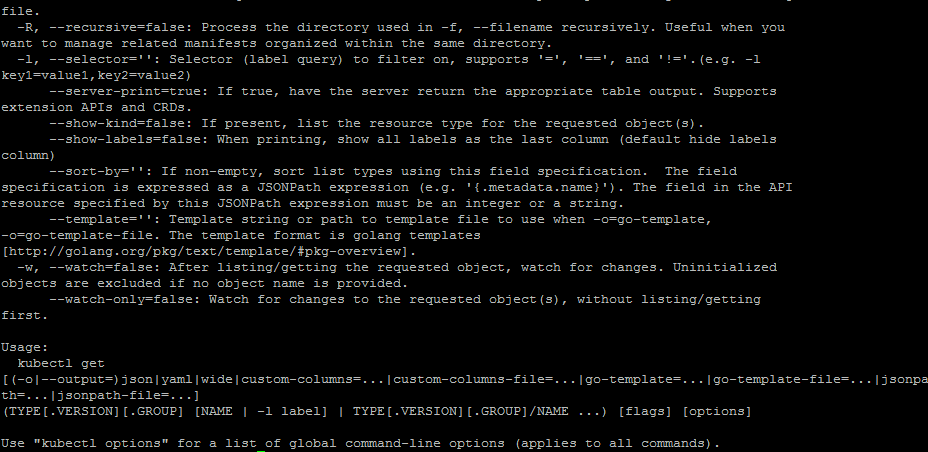 file.
  -R, --recursive=false: Process the directory used in -f, --filename recursively. Useful when you
want to manage related manifests organized within the same directory.
  -l, --selector='': Selector (label query) to filter on, supports '=', '==', and '!='.(e.g. -l
key1=value1,key2=value2)
      --server-print=true: If true, have the server return the appropriate table output. Supports
extension APIs and CRDs.
      --show-kind=false: If present, list the resource type for the requested object(s).
      --show-labels=false: When printing, show all labels as the last column (default hide labels
column)
      --sort-by='': If non-empty, sort list types using this field specification.  The field
specification is expressed as a JSONPath expression (e.g. '{.metadata.name}'). The field in the API
resource specified by this JSONPath expression must be an integer or a string.
      --template='': Template string or path to template file to use when -o=go-template,
-o=go-template-file. The template format is golang templates
[http://golang.org/pkg/text/template/#pkg-overview].
  -w, --watch=false: After listing/getting the requested object, watch for changes. Uninitialized
objects are excluded if no object name is provided.
      --watch-only=false: Watch for changes to the requested object(s), without listing/getting
first.

Usage:
  kubectl get
[(-o|--output=)json|yaml|wide|custom-columns=...|custom-columns-file=...|go-template=...|go-template-file=...|jsonpa
th=...|jsonpath-file=...]
(TYPE[.VERSION][.GROUP] [NAME | -l label] | TYPE[.VERSION][.GROUP]/NAME ...) [flags] [options]

Use "kubectl options" for a list of global command-line options (applies to all commands).